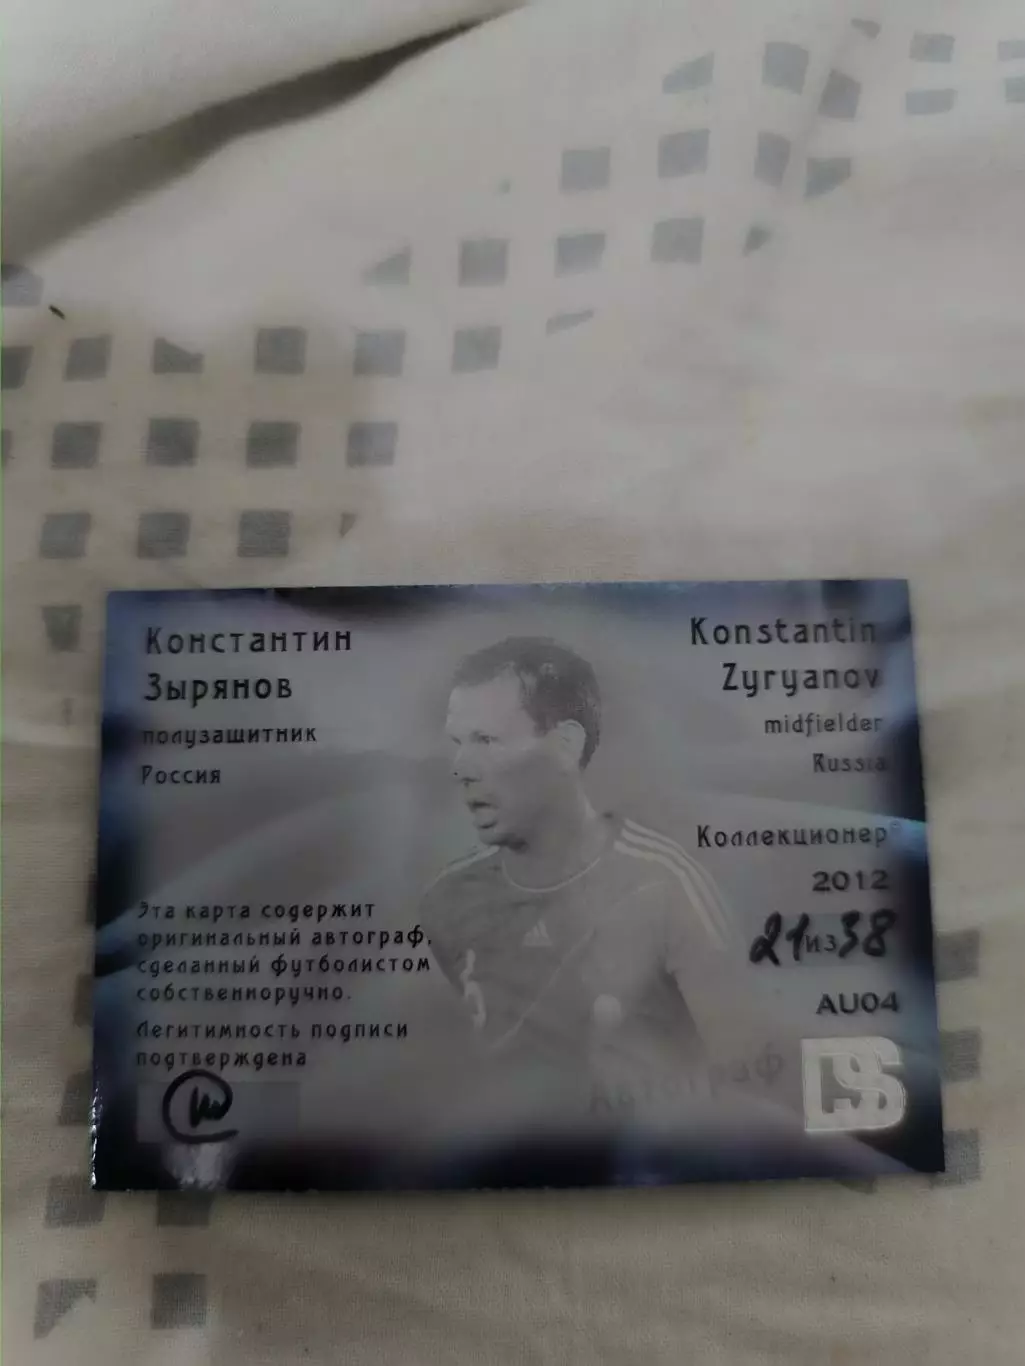 Константин
Зырянов
полузащитник
Россия
Konstantin
Zyryanov
midfielder
Russia
Коллекционер®
2012
21 из 38
AU04
Эта карта содержит
оригинальный автограф,
сделанный футболистом
собственноручно.
Легитимность подписи
подтверждена
Автограф